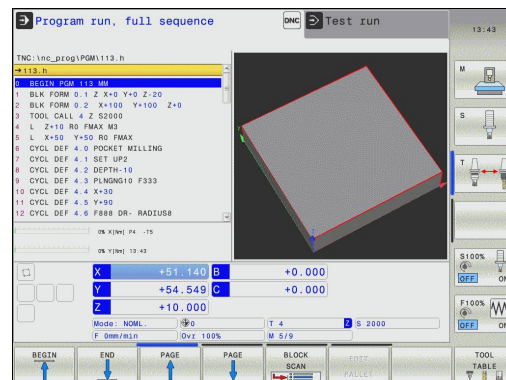 Program run, full sequence
DNC
Test run
13:43
TNC:\nc_prog\PGM\113.h
→113.h
0 BEGIN PGM 113 MM
1 BLK FORM 0.1 Z X+0 Y+0 Z-20
2 BLK FORM 0.2 X+100 Y+100 Z+0
3 TOOL CALL 4 Z S2000
4 L Z+10 R0 FMAX M3
5 L X+50 Y+50 R0 FMAX
6 CYCL DEF 4.0 POCKET MILLING
7 CYCL DEF 4.1 SET UP2
8 CYCL DEF 4.2 DEPTH-10
9 CYCL DEF 4.3 PLNGNG10 F333
10 CYCL DEF 4.4 X+30
11 CYCL DEF 4.5 Y+90
12 CYCL DEF 4.6 F888 DR- RADIUS8
0% X[Nm] P4 -T5
0% Y[Nm] 13:43
X +51.140 B +0.000
Y +54.549 C +0.000
Z +10.000
Mode: NOML. 0 T 4 Z S 2000
F 0mm/min Ovr 100% M 5/9
M
S
T
S100%
OFF ON
F100%
OFF ON
BEGIN
END
PAGE
PAGE
BLOCK
SCAN
EDIT
PALLET
TOOL
TABLE